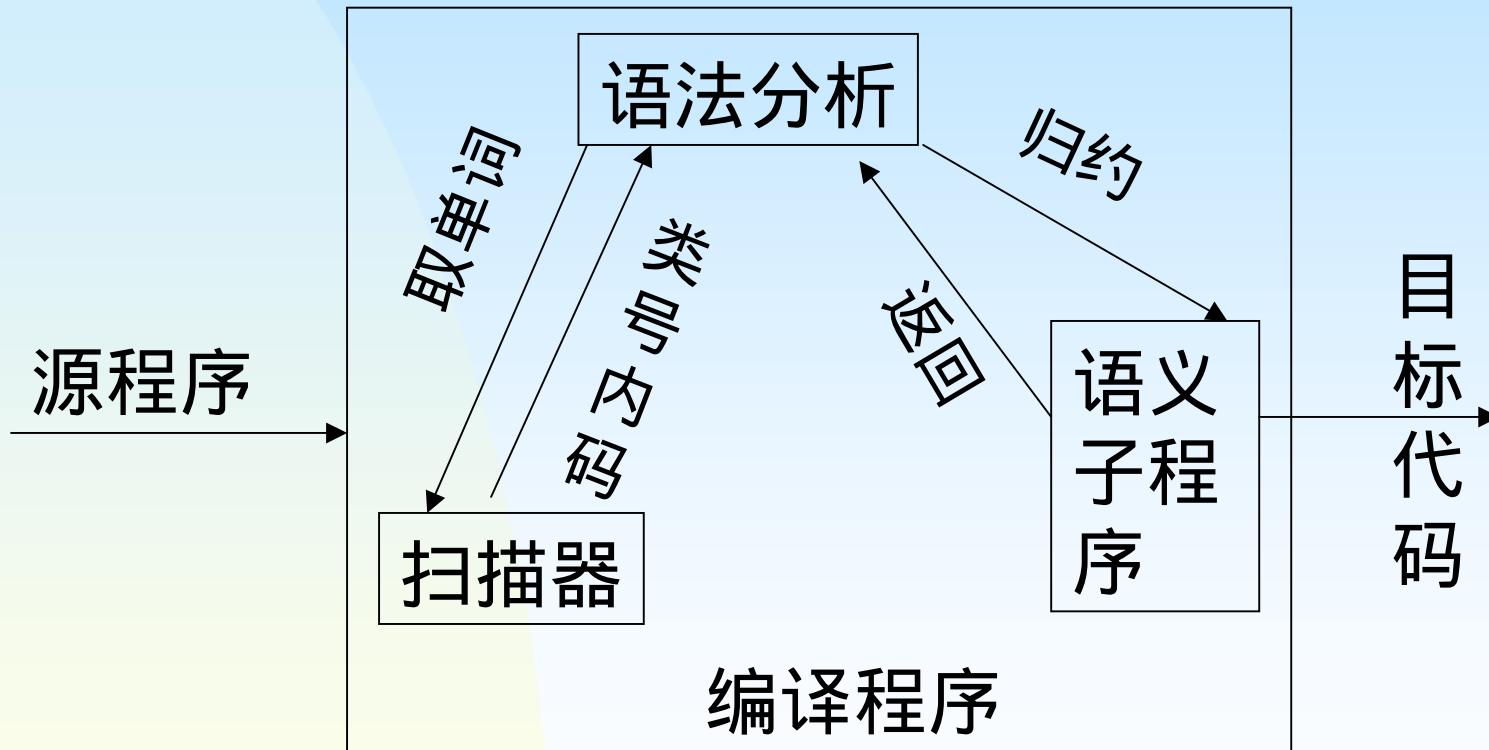 语法分析
取单词
类号内码
归约
返回
源程序
语义
子程
序
目标代码
扫描器
编译程序